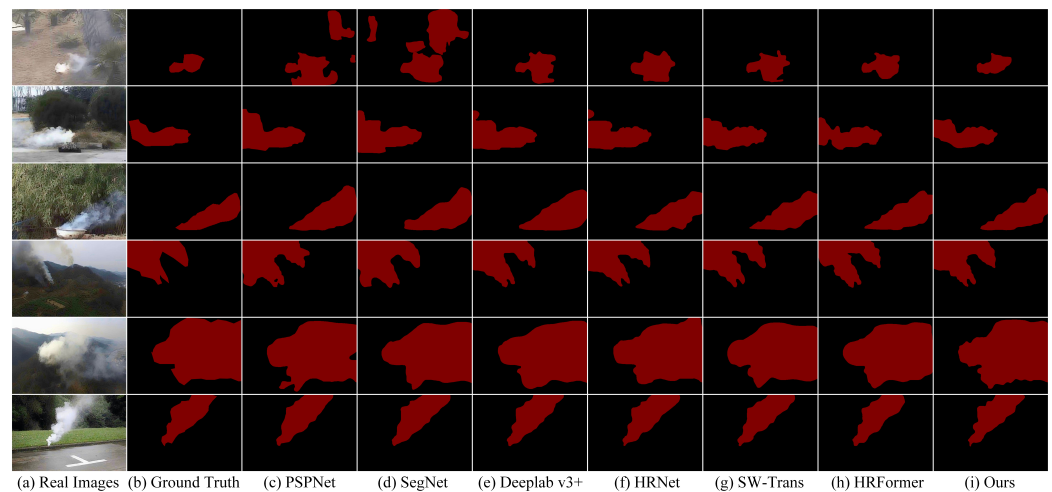 (a) Real Images (b) Ground Truth (c) PSPNet (d) SegNet (e) Deeplab v3+ (f) HRNet (g) SW-Trans (h) HRFormer (i) Ours